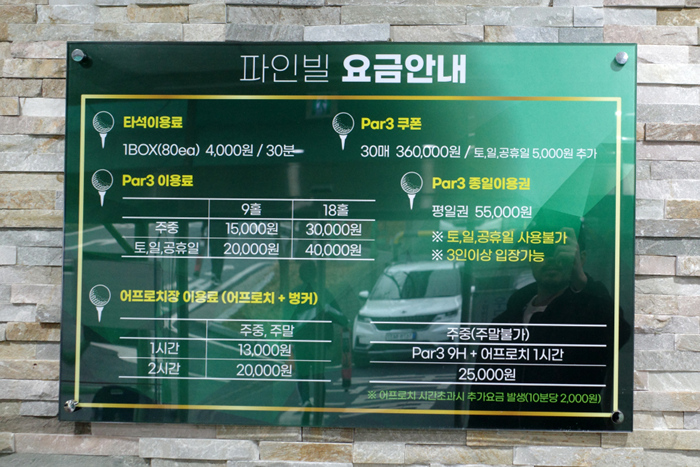 파인빌 요금안내
타석이용료
1BOX(80ea) 4,000원 / 30분
Par3 쿠폰
30매 360,000원 / 토,일,공휴일 5,000원 추가
Par3 이용료
9홀 18홀
주중 15,000원 30,000원
토,일,공휴일 20,000원 40,000원
Par3 종일이용권
평일권 55,000원
※ 토,일,공휴일 사용불가
※ 3인이상 입장가능
어프로치장 이용료 (어프로치 + 벙커)
주중, 주말
1시간 13,000원
2시간 20,000원
주중(주말불가)
Par3 9H + 어프로치 1시간
25,000원
※ 어프로치 시간초과시 추가요금 발생(10분당 2,000원)